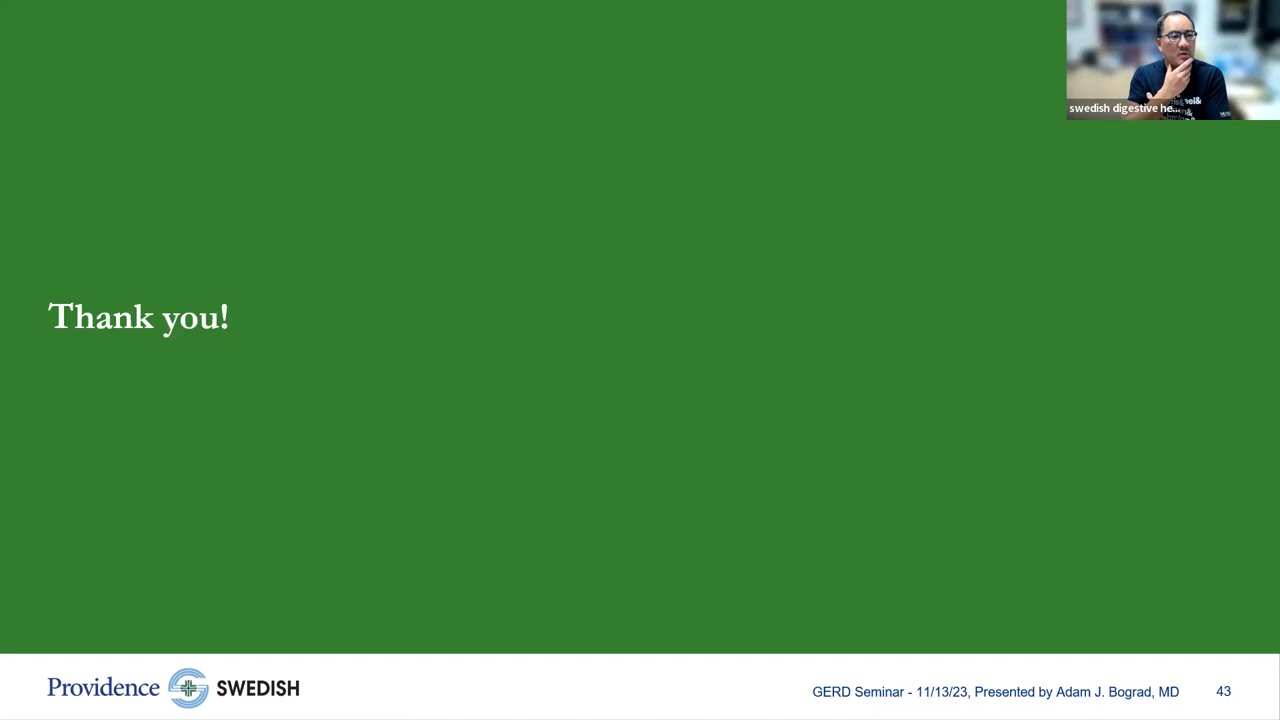 swedish digestive he...
Thank you!
Providence SWEDISH
GERD Seminar - 11/13/23, Presented by Adam J. Bograd, MD 43